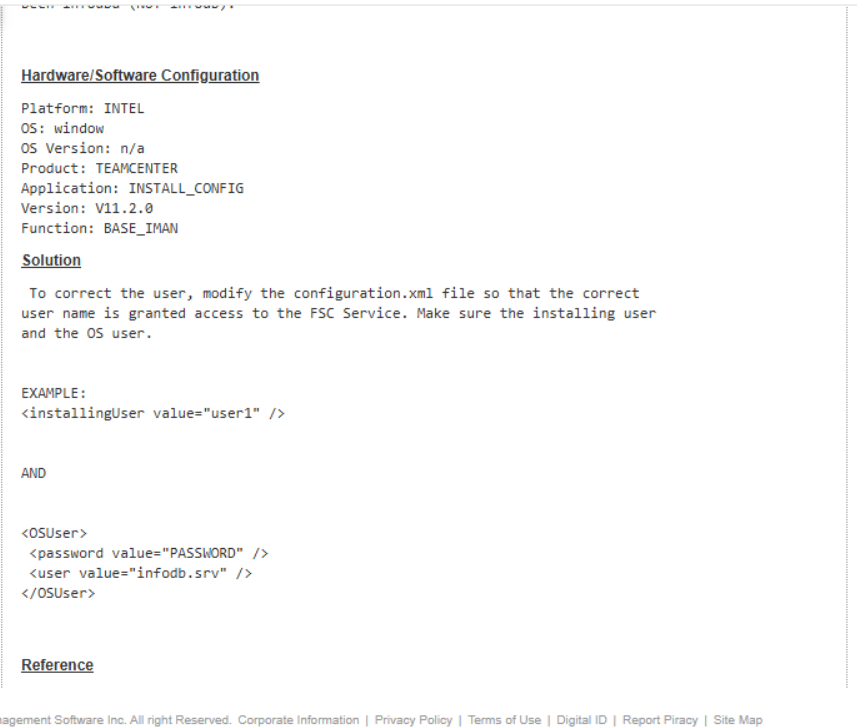 Hardware/Software Configuration
Platform: INTEL
OS: window
OS Version: n/a
Product: TEAMCENTER
Application: INSTALL_CONFIG
Version: V11.2.0
Function: BASE_IMAN
Solution
To correct the user, modify the configuration.xml file so that the correct
user name is granted access to the FSC Service. Make sure the installing user
and the OS user.
EXAMPLE:
<installingUser value="user1" />
AND
<OSUser>
<password value="PASSWORD" />
<user value="infodb.srv" />
</OSUser>
Reference
Software Inc. All right Reserved. Corporate Information | Privacy Policy | Terms of Use | Digital ID | Report Piracy | Site Map